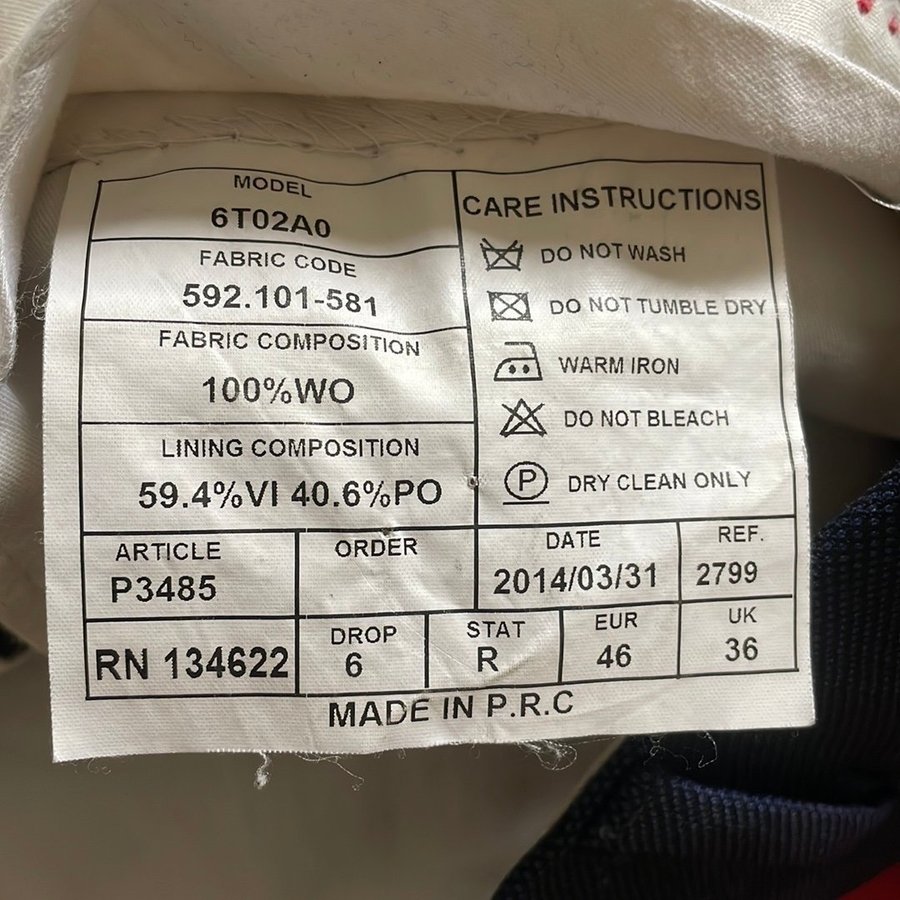 MODEL
6T02A0
FABRIC CODE
592.101-581
FABRIC COMPOSITION
100%WO
LINING COMPOSITION
59.4%VI 40.6%PO
CARE INSTRUCTIONS
DO NOT WASH
DO NOT TUMBLE DRY
WARM IRON
DO NOT BLEACH
P DRY CLEAN ONLY
ARTICLE
P3485
ORDER
DATE
2014/03/31
REF.
2799
RN 134622
DROP
6
STAT
R
EUR
46
UK
36
MADE IN P.R.C